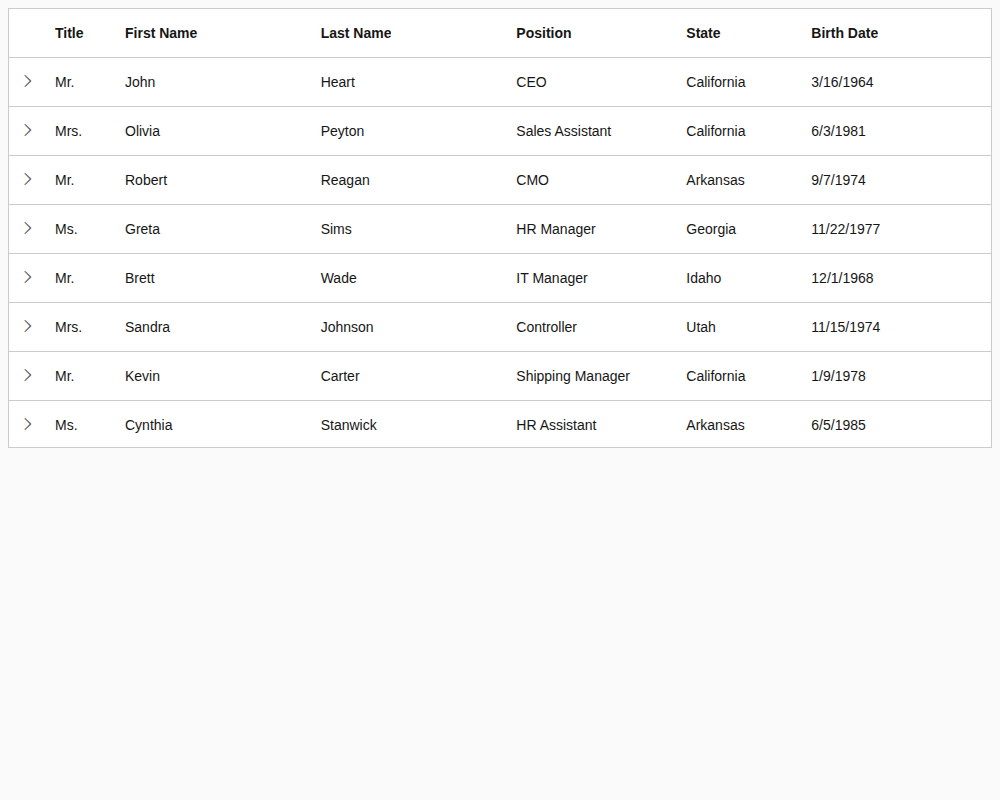 Title First Name Last Name Position State Birth Date
Mr. John Heart CEO California 3/16/1964
Mrs. Olivia Peyton Sales Assistant California 6/3/1981
Mr. Robert Reagan CMO Arkansas 9/7/1974
Ms. Greta Sims HR Manager Georgia 11/22/1977
Mr. Brett Wade IT Manager Idaho 12/1/1968
Mrs. Sandra Johnson Controller Utah 11/15/1974
Mr. Kevin Carter Shipping Manager California 1/9/1978
Ms. Cynthia Stanwick HR Assistant Arkansas 6/5/1985